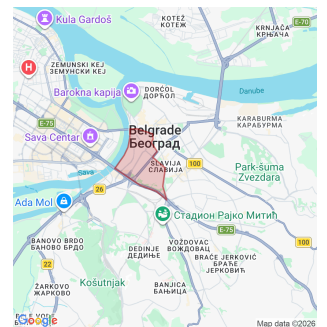 Kula Gardoš
КОТЕЖ
КОТЕЖ
E-70
KRNJAČA
КРЊАЧА
ZEMUNSKI KEJ
ЗЕМУНСКИ КЕЈ
Barokna kapija
DORĆOL
ДОРЋОЛ
Danube
E-75
Sava Centar
Belgrade
Београд
KARABURMA
КАРАБУРМА
Sava
SLAVIJA
СЛАВИЈА
100
Park-šuma
Zvezdara
26
Ada Mol
Стадион Рајко Митић
E-75
100
BANOVO BRDO
БАНОВО БРДО
DEDINJE
ДЕДИЊЕ
VOŽDOVAC
ВОЖДОВАЦ
BRAĆE JERKOVIĆ
БРАЋЕ
ЈЕРКОВИЋ
22
Košutnjak
ŽARKOVO
ЖАРКОВО
BANJICA
БАЊИЦА
Google
Map data ©2026